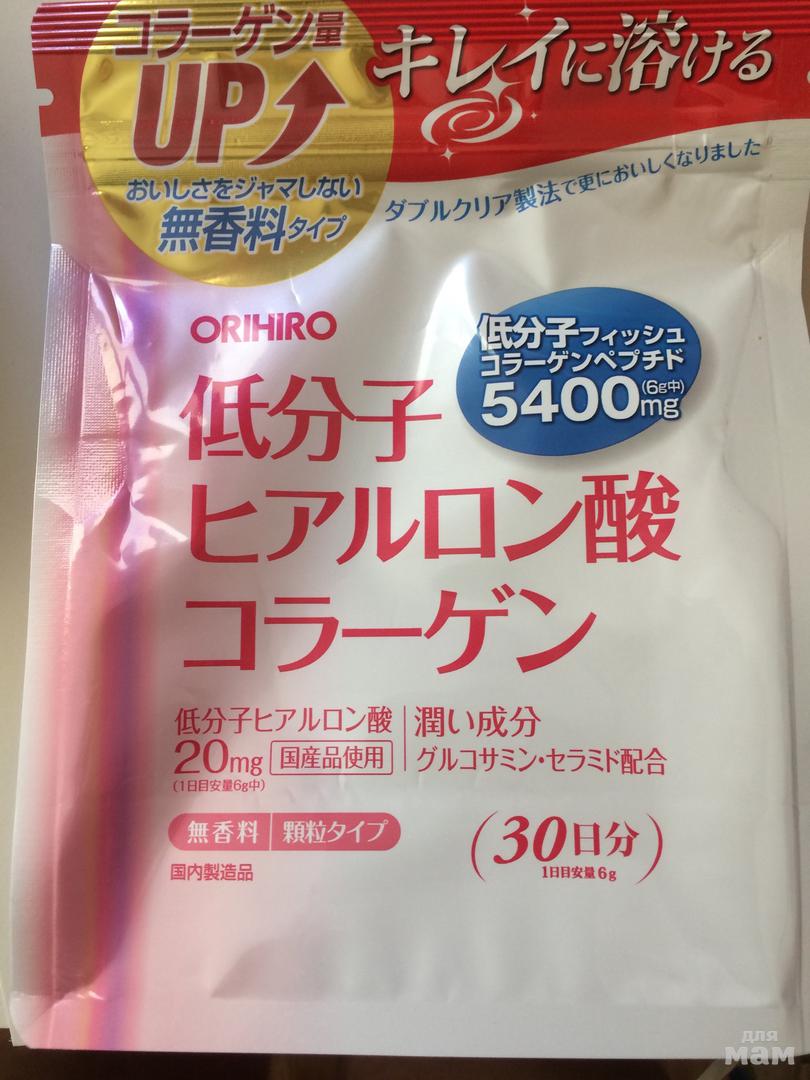 コラーゲン量
UP
おいしさをジャマしない
無香料タイプ
キレイに溶ける
ダブルクリア製法で更においしくなりました
ORIHIRO
低分子フィッシュ
コラーゲンペプチド
5400mg(6g中)
低分子
ヒアルロン酸
コラーゲン
低分子ヒアルロン酸
20mg 国産品使用
(1日目安量6g中)
潤い成分
グルコサミン・セラミド配合
無香料 顆粒タイプ
国内製造品
(30日分)
1日目安量6g
для
мам